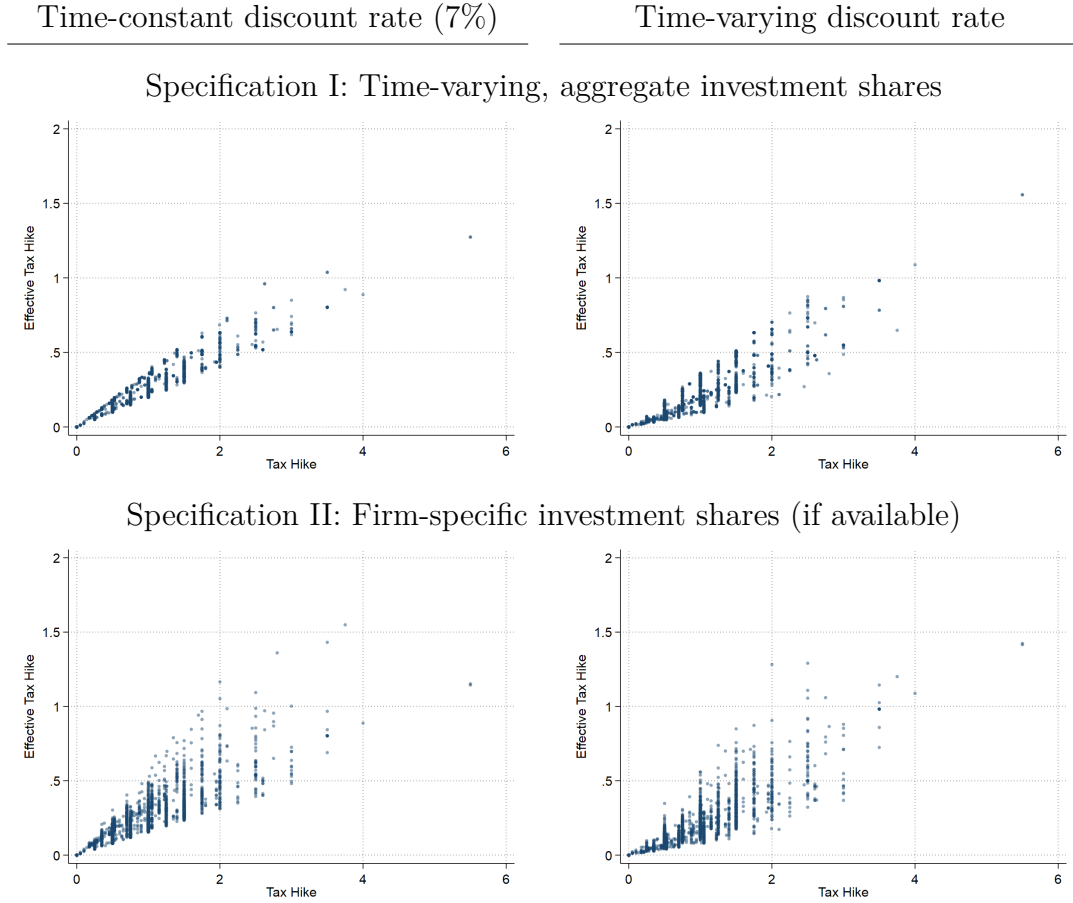 Time-constant discount rate (7%)
Time-varying discount rate
Specification I: Time-varying, aggregate investment shares
Effective Tax Hike
2
1.5
1
.5
0
0 2 4 6
Tax Hike
Effective Tax Hike
2
1.5
1
.5
0
0 2 4 6
Tax Hike
Specification II: Firm-specific investment shares (if available)
Effective Tax Hike
2
1.5
1
.5
0
0 2 4 6
Tax Hike
Effective Tax Hike
2
1.5
1
.5
0
0 2 4 6
Tax Hike